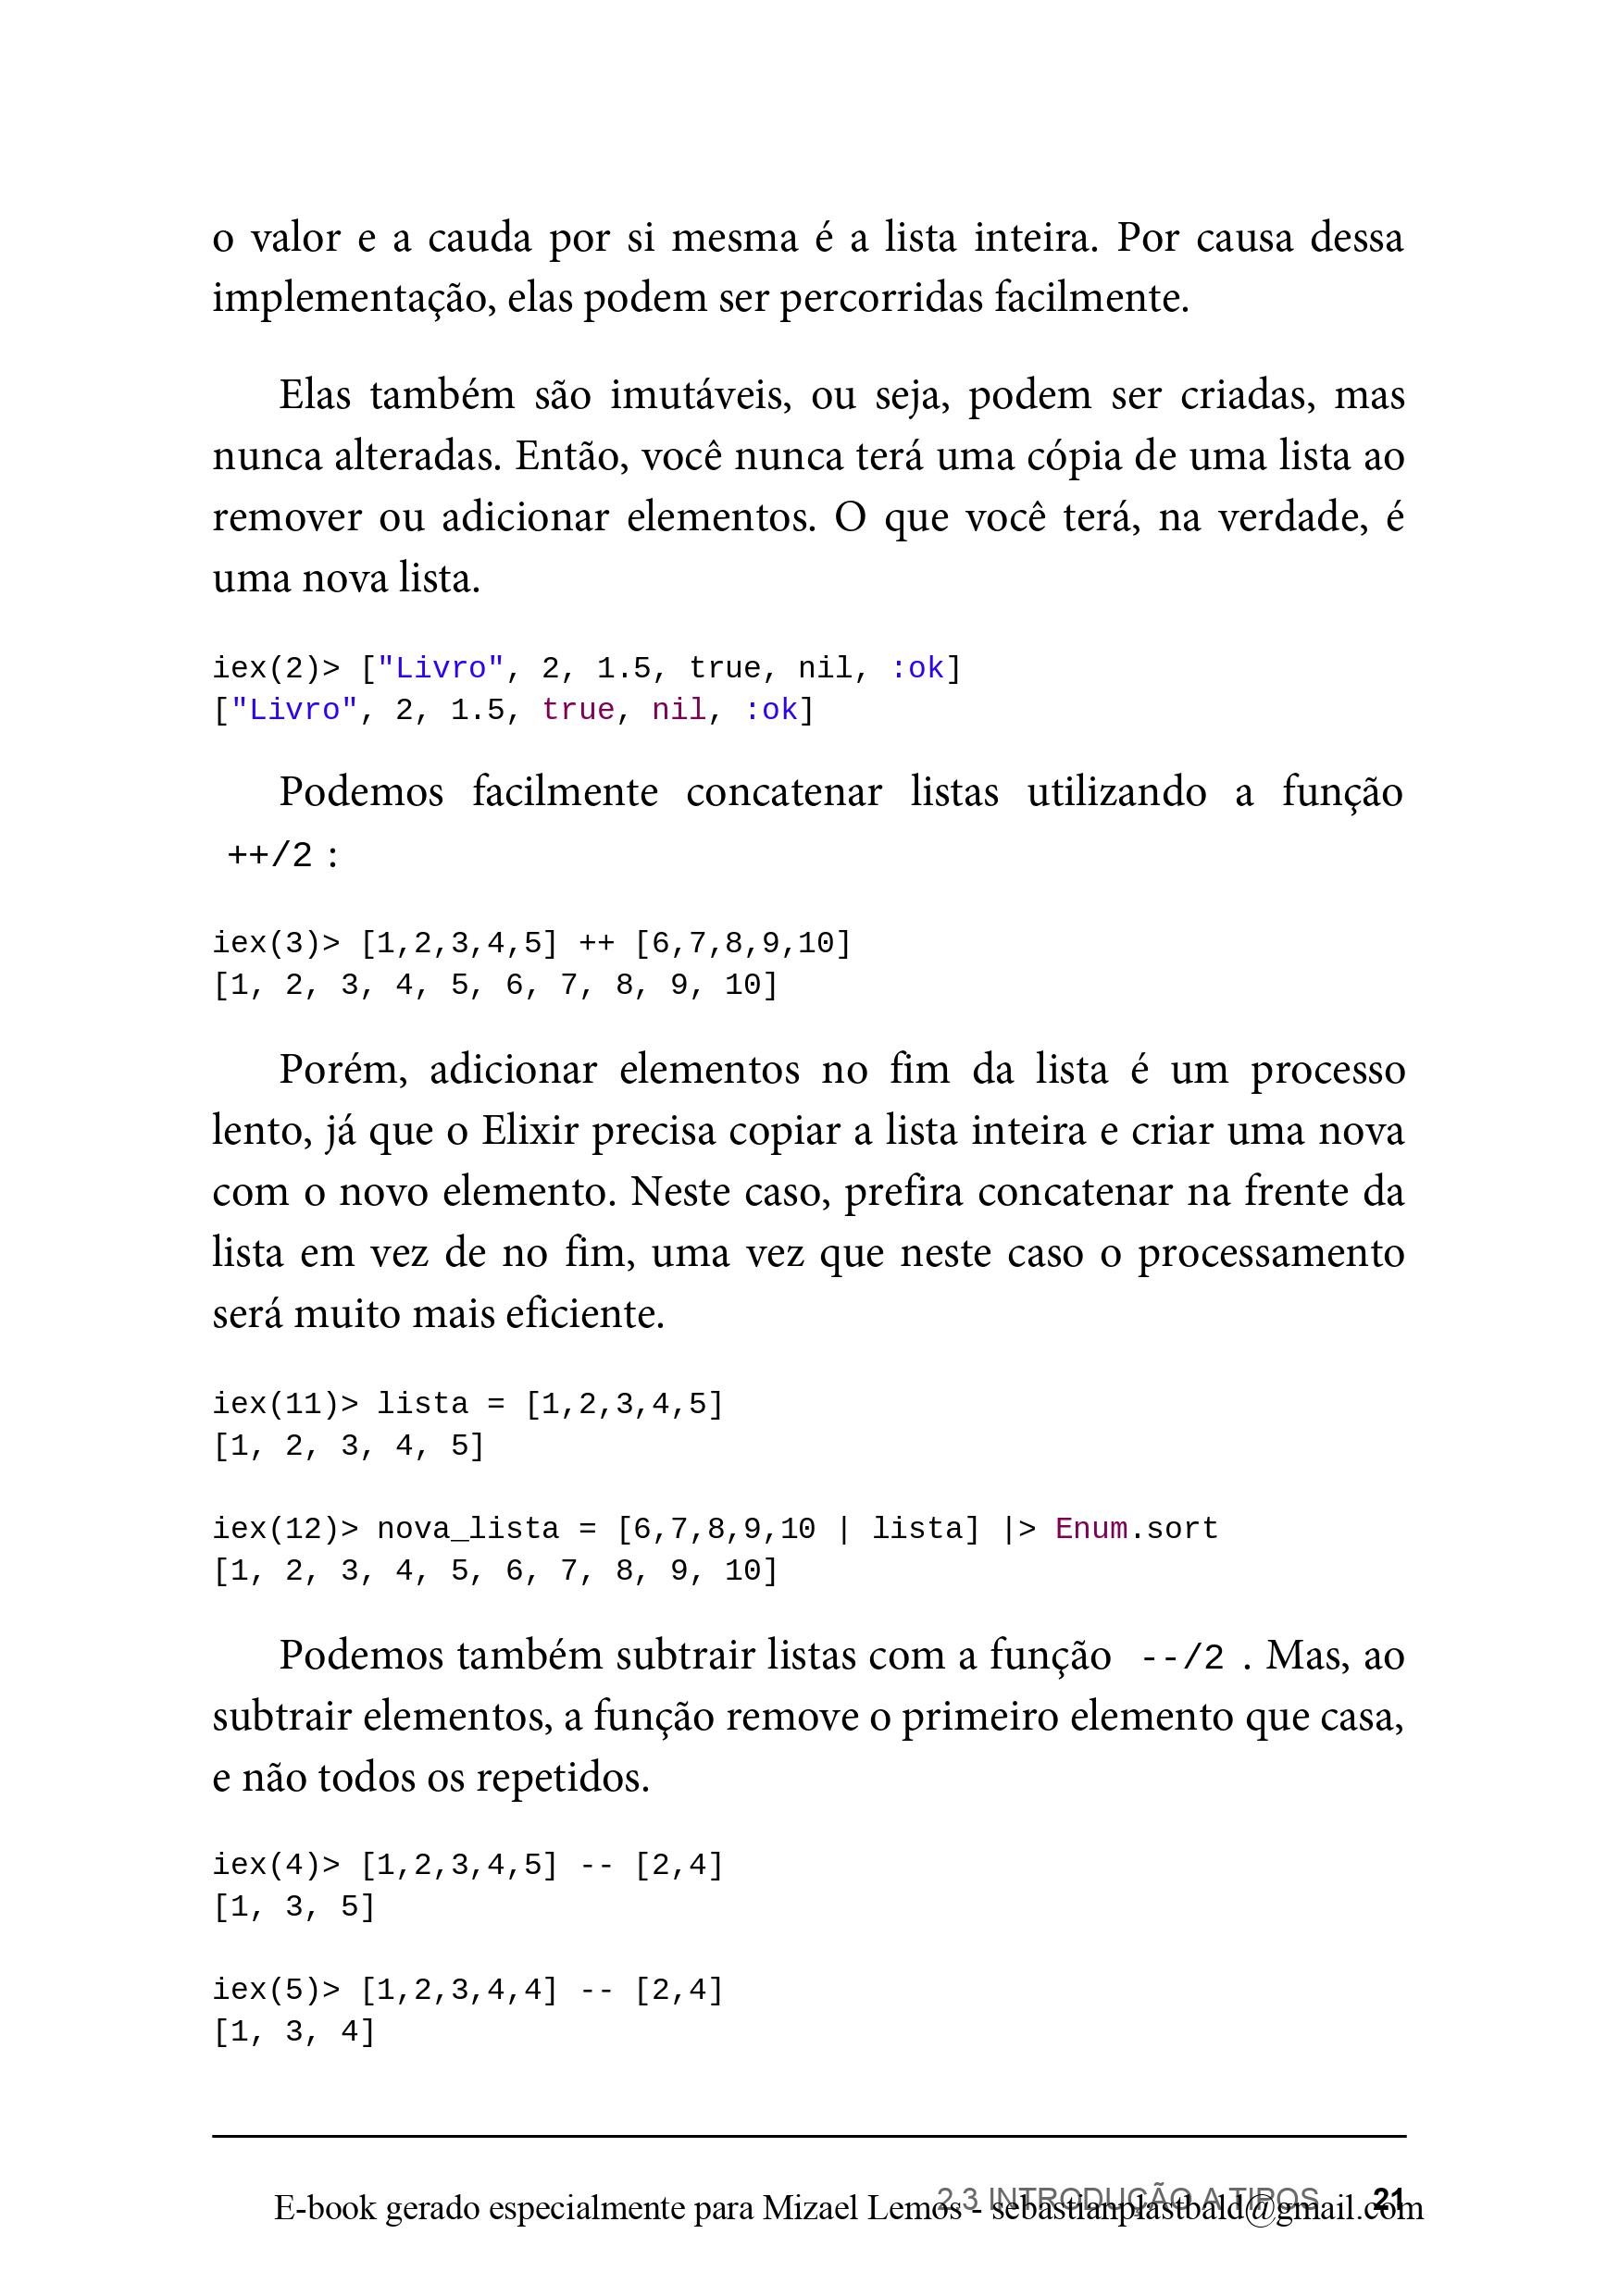 o valor e a cauda por si mesma é a lista inteira. Por causa dessa
implementação, elas podem ser percorridas facilmente.
Elas também são imutáveis, ou seja, podem ser criadas, mas
nunca alteradas. Então, você nunca terá uma cópia de uma lista ao
remover ou adicionar elementos. O que você terá, na verdade, é
uma nova lista.
iex(2)> ["Livro", 2, 1.5, true, nil, :ok]
["Livro", 2, 1.5, true, nil, :ok]
Podemos facilmente concatenar listas utilizando a função
++/2 :
iex(3)> [1,2,3,4,5] ++ [6,7,8,9,10]
[1, 2, 3, 4, 5, 6, 7, 8, 9, 10]
Porém, adicionar elementos no fim da lista é um processo
lento, já que o Elixir precisa copiar a lista inteira e criar uma nova
com o novo elemento. Neste caso, prefira concatenar na frente da
lista em vez de no fim, uma vez que neste caso o processamento
será muito mais eficiente.
iex(11)> lista = [1,2,3,4,5]
[1, 2, 3, 4, 5]
iex(12)> nova_lista = [6,7,8,9,10 | lista] |> Enum.sort
[1, 2, 3, 4, 5, 6, 7, 8, 9, 10]
Podemos também subtrair listas com a função --/2 . Mas, ao
subtrair elementos, a função remove o primeiro elemento que casa,
e não todos os repetidos.
iex(4)> [1,2,3,4,5] -- [2,4]
[1, 3, 5]
iex(5)> [1,2,3,4,4] -- [2,4]
[1, 3, 4]
2.3 INTRODUÇÃO A TIPOS 21
E-book gerado especialmente para Mizael Lemos - sebastianplastbald@gmail.com